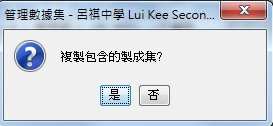 管理數據集 - 呂祺中學 Lui Kee Secon...
複製包含的製成集?
是
否